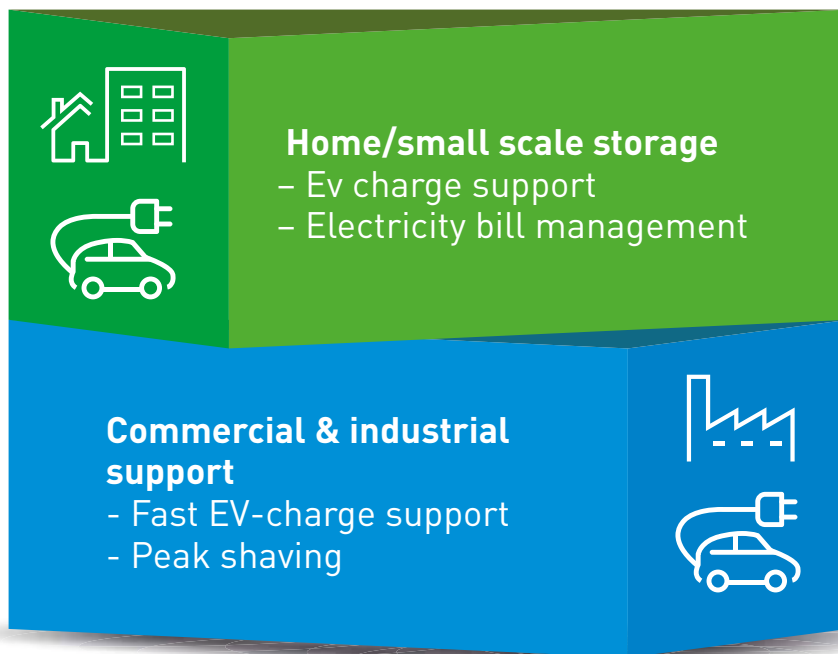 Home/small scale storage
– Ev charge support
– Electricity bill management
Commercial & industrial
support
- Fast EV-charge support
- Peak shaving